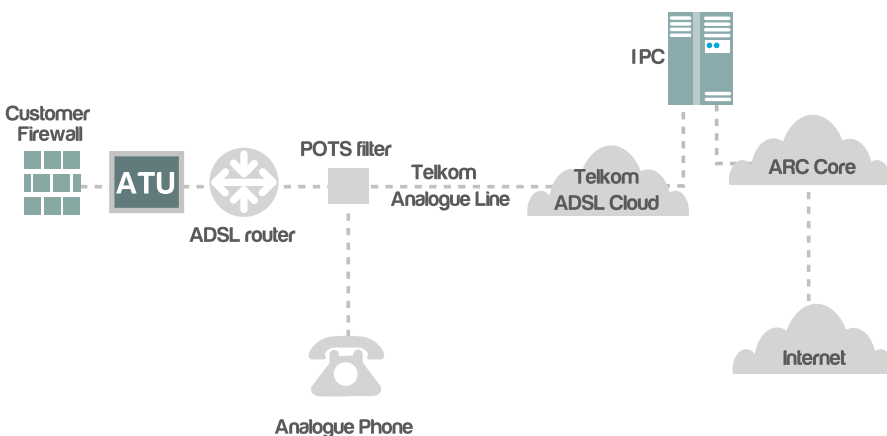 IPC
Customer
Firewall
ATU
ADSL router
POTS filter
Telkom
Analogue Line
Telkom
ADSL Cloud
ARC Core
Internet
Analogue Phone